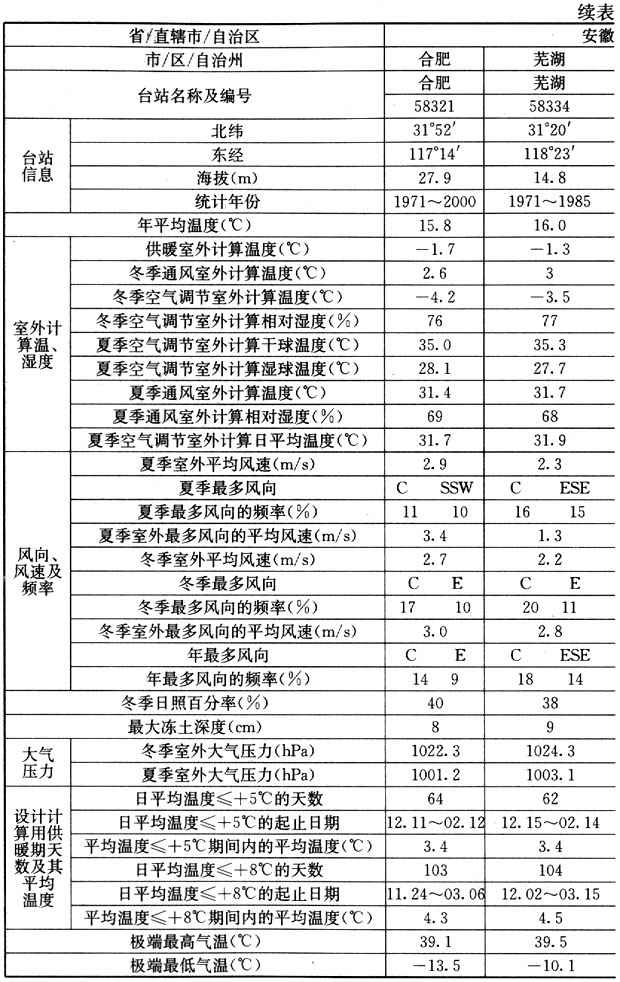 续表
省/直辖市/自治区 安徽
市/区/自治州 合肥 芜湖
台站名称及编号 合肥 芜湖
58321 58334
台站信息 北纬 31°52′ 31°20′
东经 117°14′ 118°23′
海拔(m) 27.9 14.8
统计年份 1971～2000 1971～1985
年平均温度(℃) 15.8 16.0
室外计算温、湿度 供暖室外计算温度(℃) －1.7 －1.3
冬季通风室外计算温度(℃) 2.6 3
冬季空气调节室外计算温度(℃) －4.2 －3.5
冬季空气调节室外计算相对湿度(%) 76 77
夏季空气调节室外计算干球温度(℃) 35.0 35.3
夏季空气调节室外计算湿球温度(℃) 28.1 27.7
夏季通风室外计算温度(℃) 31.4 31.7
夏季通风室外计算相对湿度(%) 69 68
夏季空气调节室外计算日平均温度(℃) 31.7 31.9
风向、风速及频率 夏季室外平均风速(m/s) 2.9 2.3
夏季最多风向 C SSW C ESE
夏季最多风向的频率(%) 11 10 16 15
夏季室外最多风向的平均风速(m/s) 3.4 1.3
冬季室外平均风速(m/s) 2.7 2.2
冬季最多风向 C E C E
冬季最多风向的频率(%) 17 10 20 11
冬季室外最多风向的平均风速(m/s) 3.0 2.8
年最多风向 C E C ESE
年最多风向的频率(%) 14 9 18 14
冬季日照百分率(%) 40 38
最大冻土深度(cm) 8 9
大气压力 冬季室外大气压力(hPa) 1022.3 1024.3
夏季室外大气压力(hPa) 1001.2 1003.1
设计计算用供暖期天数及其平均温度 日平均温度≤＋5℃的天数 64 62
日平均温度≤＋5℃的起止日期 12.11～02.12 12.15～02.14
平均温度≤＋5℃期间内的平均温度(℃) 3.4 3.4
日平均温度≤＋8℃的天数 103 104
日平均温度≤＋8℃的起止日期 11.24～03.06 12.02～03.15
平均温度≤＋8℃期间内的平均温度(℃) 4.3 4.5
极端最高气温(℃) 39.1 39.5
极端最低气温(℃) －13.5 －10.1